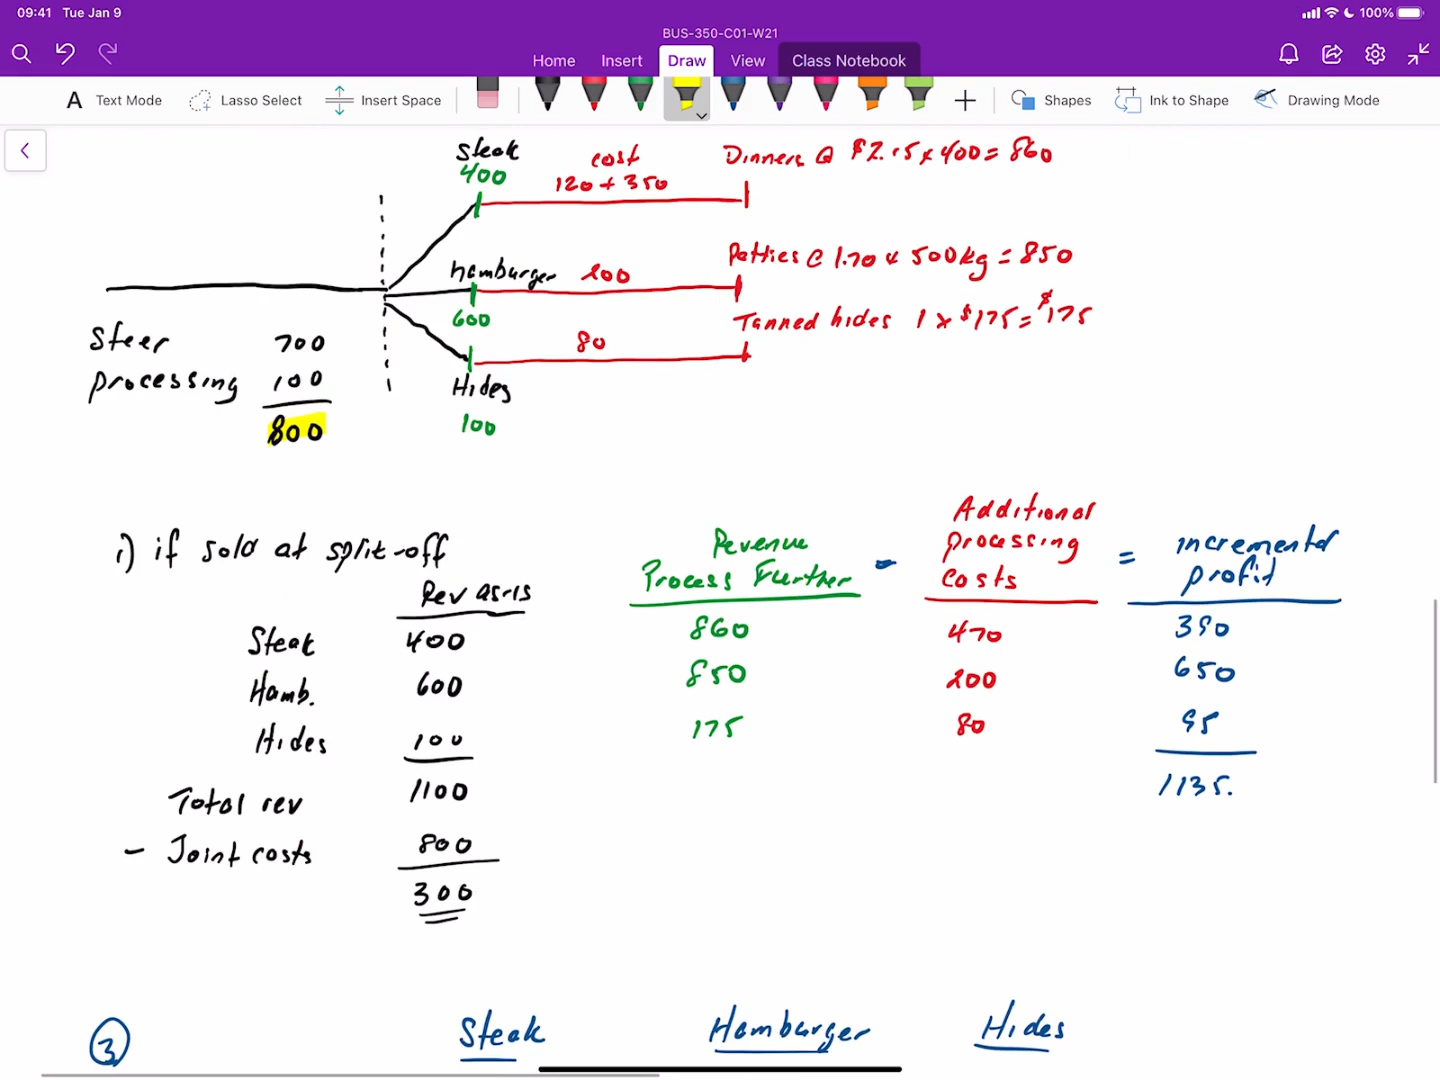 09:41 Tue Jan 9
100%
BUS-350-C01-W21
Home Insert Draw View Class Notebook
A Text Mode Lasso Select Insert Space Shapes Ink to Shape Drawing Mode
Steak
400
cost
120 + 350
Dinners @ $2.15 x 400 = 860
hamburger 200
600
Patties @ 1.70 x 500kg = 850
Tanned hides 1 x $175 = $175
80
Hides
100
Steer 700
processing 100
800
1) if sold at split-off
Rev as-is
Steak 400
Hamb. 600
Hides 100
Total rev 1100
- Joint costs 800
300
Revenue
Process Further
-
Additional
processing
costs
=
incremental
profit
860 470 390
850 200 650
175 80 95
1135.
3
Steak Hamburger Hides